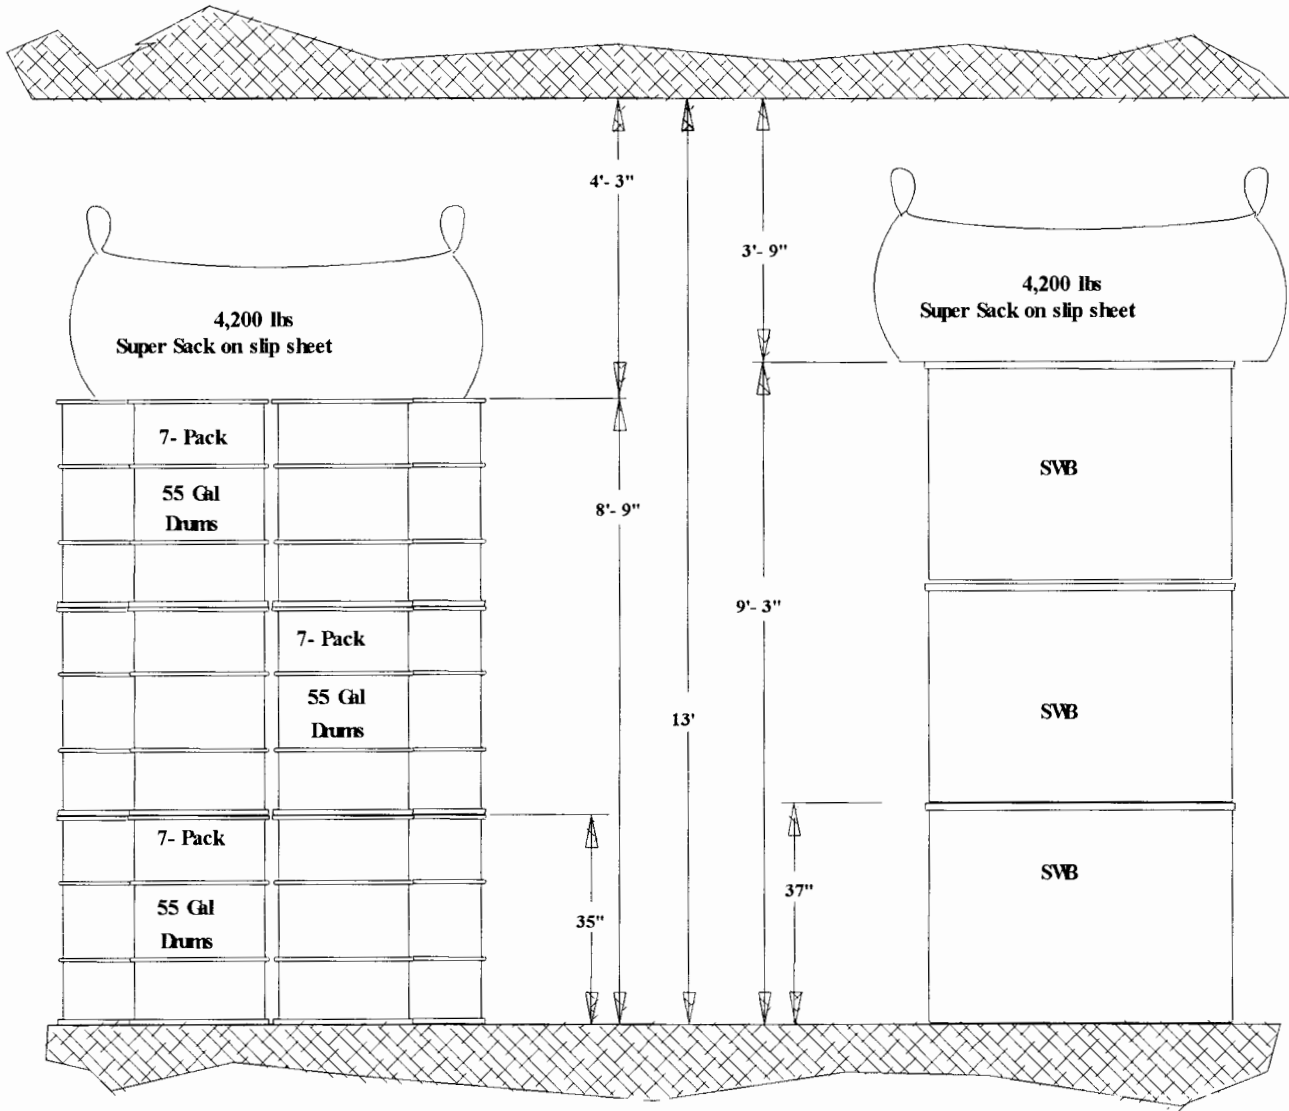 4'- 3"
3'- 9"
4,200 lbs
Super Sack on slip sheet
4,200 lbs
Super Sack on slip sheet
7- Pack
55 Gal
Drums
8'- 9"
SWB
9'- 3"
7- Pack
55 Gal
Drums
13'
SWB
7- Pack
55 Gal
Drums
35"
37"
SWB